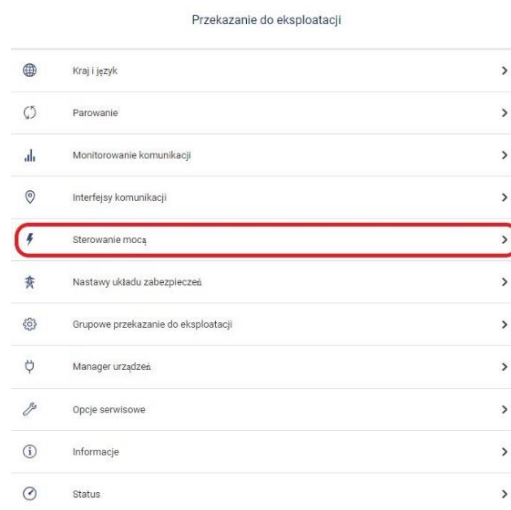 Przekazanie do eksploatacji
Kraj i język
Parowanie
Monitorowanie komunikacji
Interfejsy komunikacji
Sterowanie mocą
Nastawy układu zabezpieczeń
Grupowe przekazanie do eksploatacji
Manager urządzeń
Opcje serwisowe
Informacje
Status